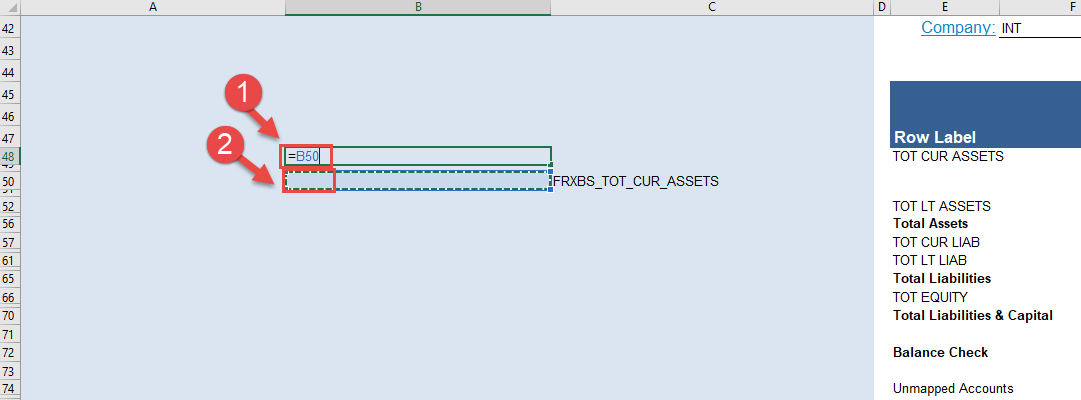 A B C D E F
42 Company: INT
43
44
45
46
1
47 Row Label
2
48 =B50 TOT CUR ASSETS
50 FRXBS_TOT_CUR_ASSETS
52 TOT LT ASSETS
56 Total Assets
57 TOT CUR LIAB
61 TOT LT LIAB
65 Total Liabilities
66 TOT EQUITY
70 Total Liabilities & Capital
71
72 Balance Check
73
74 Unmapped Accounts